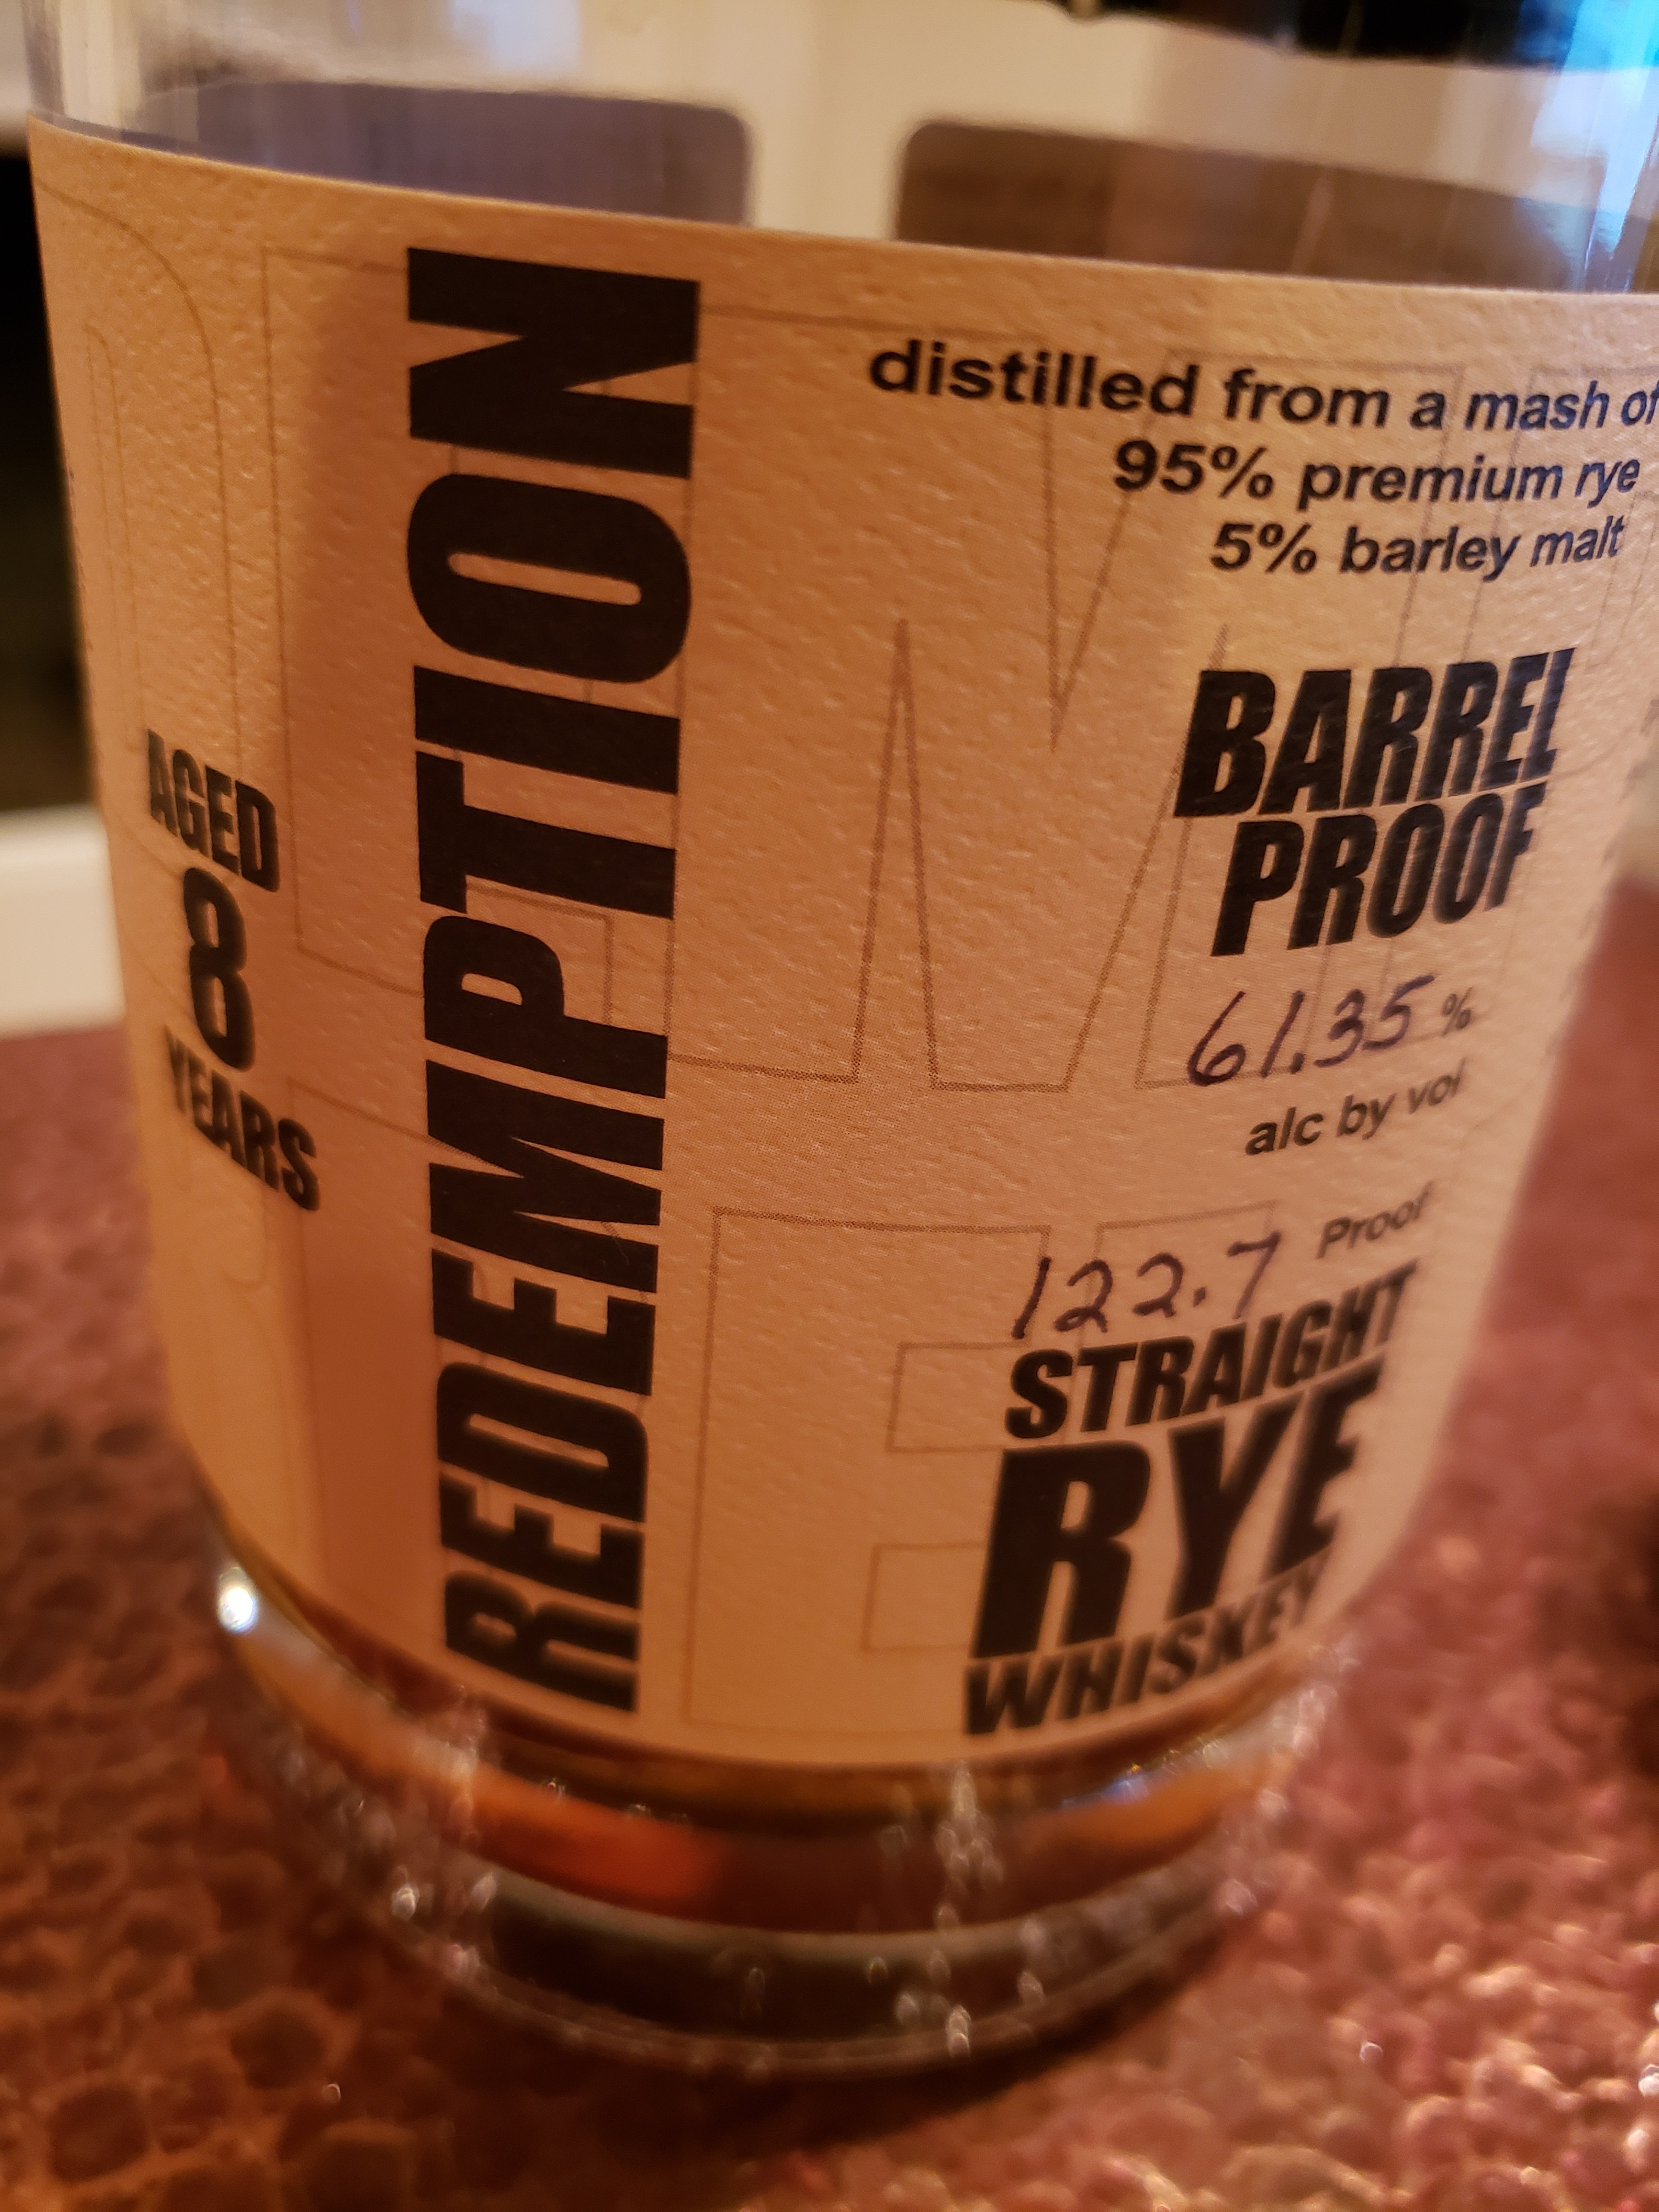 AGED
8
YEARS
REDEMPTION
distilled from a mash of
95% premium rye
5% barley malt
BARREL
PROOF
61.35 %
alc by vol
122.7 Proof
STRAIGHT
RYE
WHISKEY